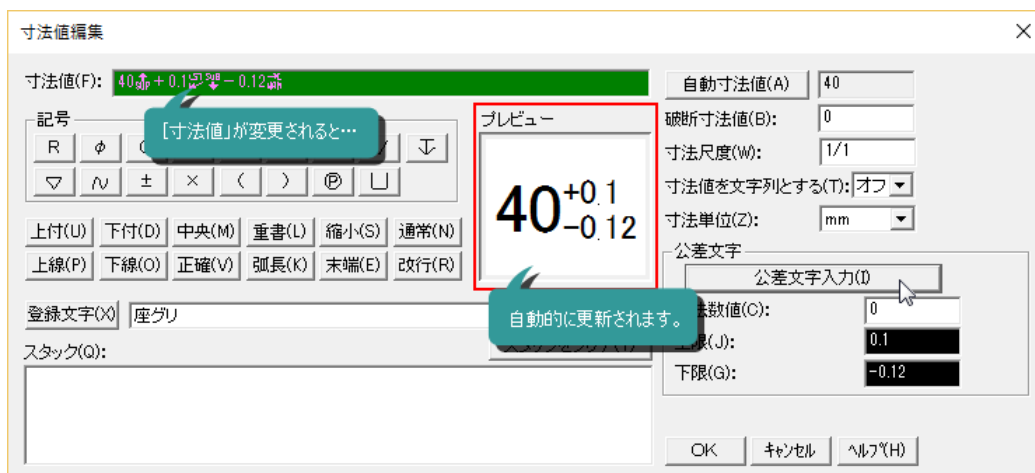 寸法値編集
寸法値(F): 40 + 0.1 - 0.12
自動寸法値(A) 40
[寸法値]が変更されると…
記号
プレビュー
破断寸法値(B): 0
R φ
寸法尺度(W): 1/1
▽ ± × ( ) Ⓟ
40 +0.1 -0.12
寸法値を文字列とする(T): オフ
上付(U) 下付(D) 中央(M) 重書(L) 縮小(S) 通常(N)
寸法単位(Z): mm
上線(P) 下線(O) 正確(V) 弧長(K) 末端(E) 改行(R)
公差文字
公差文字入力(I)
登録文字(X) 座グリ
自動的に更新されます。
法数値(C): 0
スタック(Q):
限(J): 0.1
下限(G): -0.12
OK キャンセル ヘルプ(H)